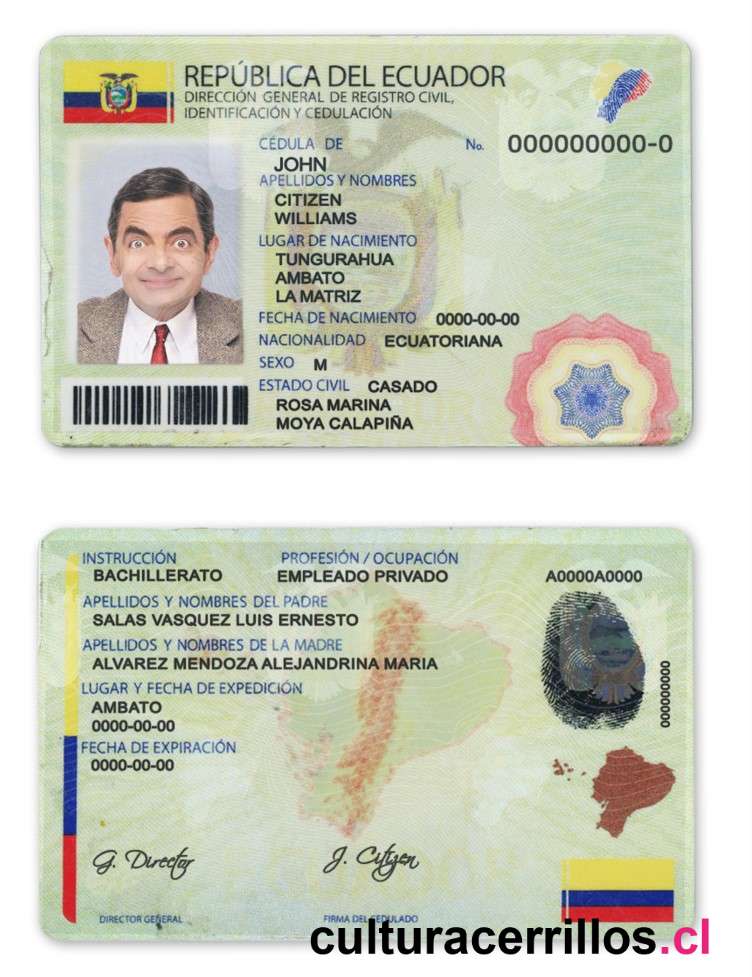 REPÚBLICA DEL ECUADOR
DIRECCIÓN GENERAL DE REGISTRO CIVIL,
IDENTIFICACIÓN Y CEDULACIÓN
CÉDULA DE
No. 000000000-0
JOHN
APELLIDOS Y NOMBRES
CITIZEN
WILLIAMS
LUGAR DE NACIMIENTO
TUNGURAHUA
AMBATO
LA MATRIZ
FECHA DE NACIMIENTO 0000-00-00
NACIONALIDAD ECUATORIANA
SEXO M
ESTADO CIVIL CASADO
ROSA MARINA
MOYA CALAPIÑA
INSTRUCCIÓN
PROFESIÓN / OCUPACIÓN
BACHILLERATO
EMPLEADO PRIVADO
A0000A0000
APELLIDOS Y NOMBRES DEL PADRE
SALAS VASQUEZ LUIS ERNESTO
APELLIDOS Y NOMBRES DE LA MADRE
ALVAREZ MENDOZA ALEJANDRINA MARIA
LUGAR Y FECHA DE EXPEDICIÓN
AMBATO
0000-00-00
FECHA DE EXPIRACIÓN
0000-00-00
000000000
G. Director
J. Citizen
DIRECTOR GENERAL
FIRMA DEL CEDULADO
culturacerrillos.cl